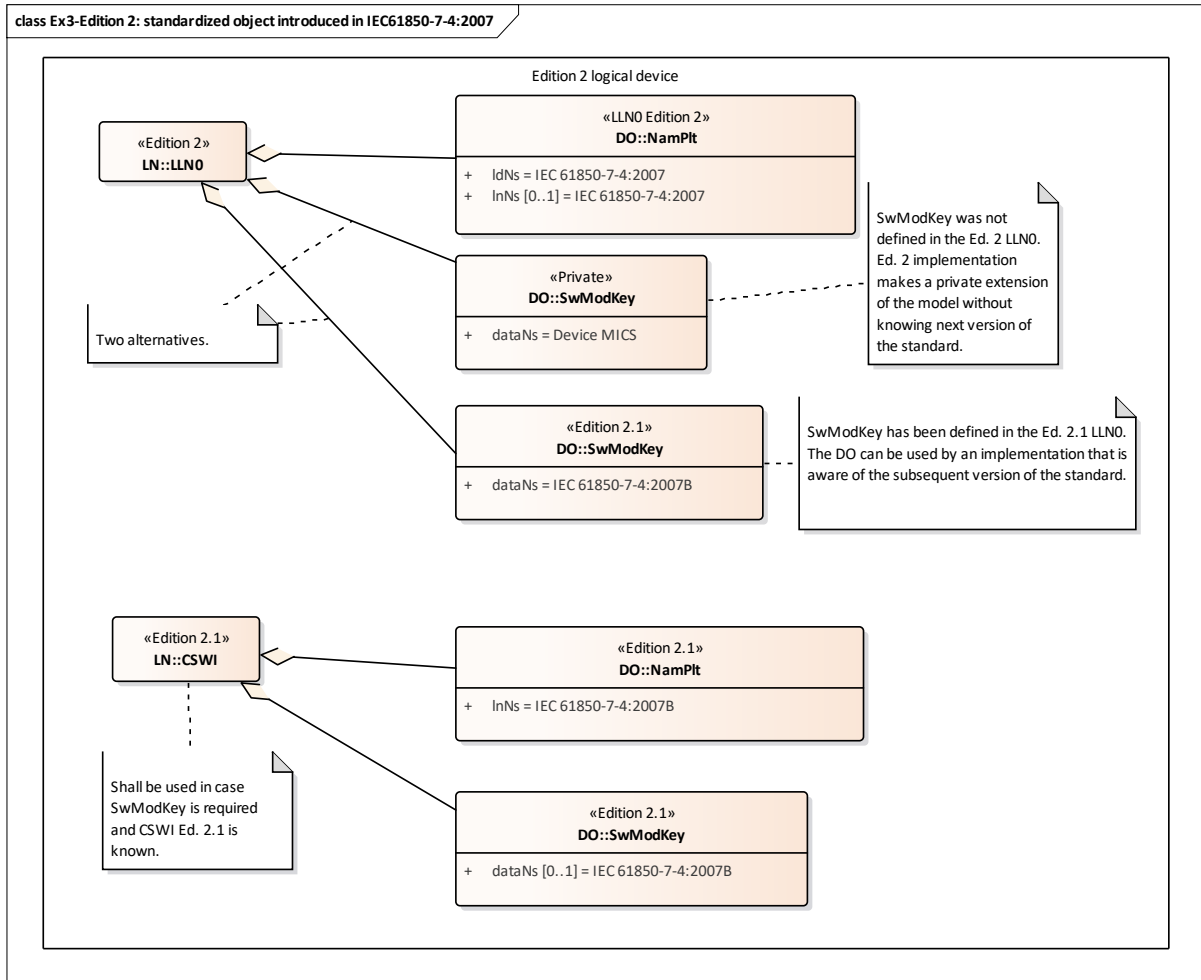 class Ex3-Edition 2: standardized object introduced in IEC61850-7-4:2007
Edition 2 logical device
«Edition 2»
LN::LLN0
«LLN0 Edition 2»
DO::NamPlt
+ ldNs = IEC 61850-7-4:2007
+ lnNs [0..1] = IEC 61850-7-4:2007
SwModKey was not
defined in the Ed. 2 LLN0.
Ed. 2 implementation
makes a private extension
of the model without
knowing next version of
the standard.
«Private»
DO::SwModKey
+ dataNs = Device MICS
Two alternatives.
«Edition 2.1»
DO::SwModKey
+ dataNs = IEC 61850-7-4:2007B
SwModKey has been defined in the Ed. 2.1 LLN0.
The DO can be used by an implementation that is
aware of the subsequent version of the standard.
«Edition 2.1»
LN::CSWI
«Edition 2.1»
DO::NamPlt
+ lnNs = IEC 61850-7-4:2007B
Shall be used in case
SwModKey is required
and CSWI Ed. 2.1 is
known.
«Edition 2.1»
DO::SwModKey
+ dataNs [0..1] = IEC 61850-7-4:2007B